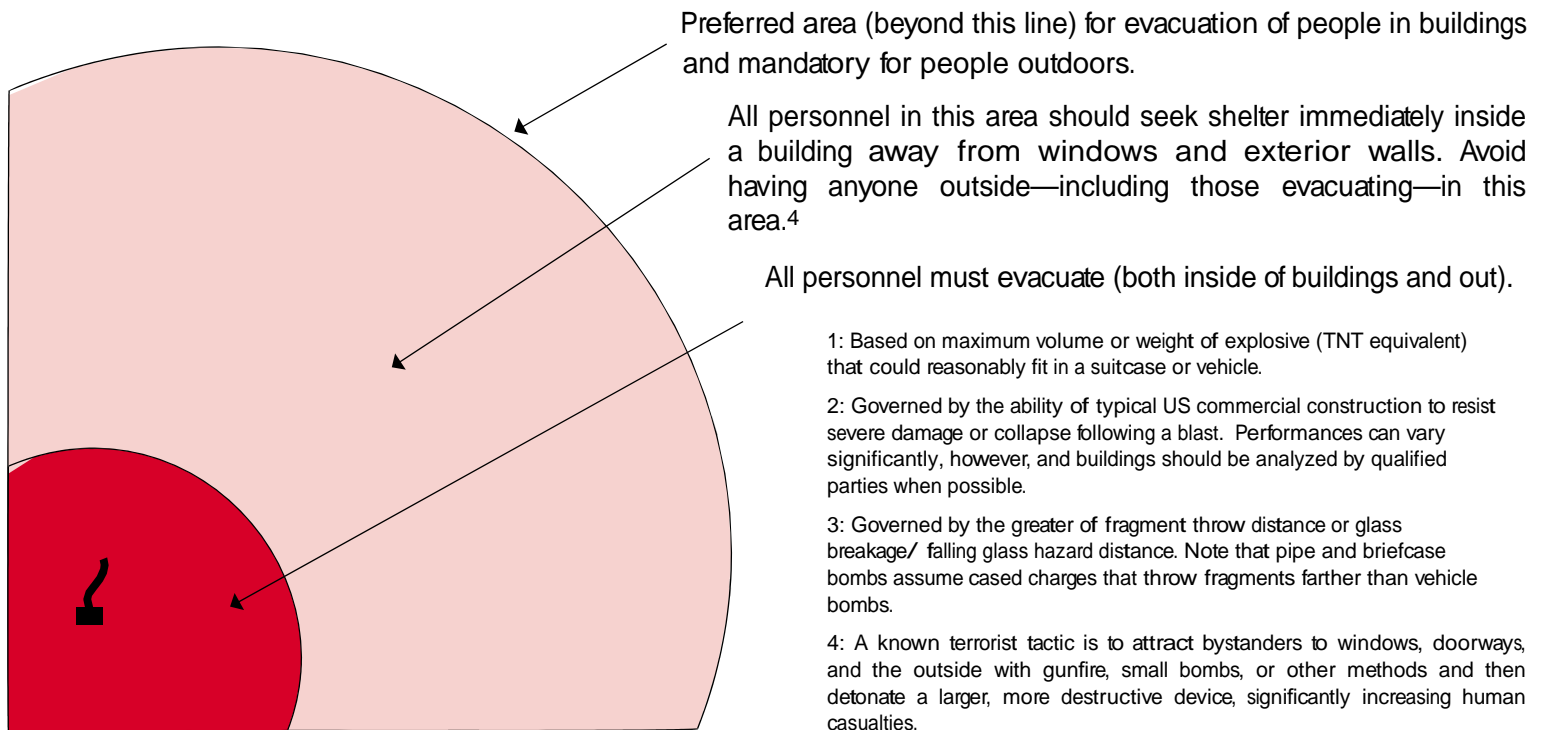 Preferred area (beyond this line) for evacuation of people in buildings
and mandatory for people outdoors.
All personnel in this area should seek shelter immediately inside
a building away from windows and exterior walls. Avoid
having anyone outside—including those evacuating—in this
area.4
All personnel must evacuate (both inside of buildings and out).
1: Based on maximum volume or weight of explosive (TNT equivalent)
that could reasonably fit in a suitcase or vehicle.
2: Governed by the ability of typical US commercial construction to resist
severe damage or collapse following a blast. Performances can vary
significantly, however, and buildings should be analyzed by qualified
parties when possible.
3: Governed by the greater of fragment throw distance or glass
breakage/ falling glass hazard distance. Note that pipe and briefcase
bombs assume cased charges that throw fragments farther than vehicle
bombs.
4: A known terrorist tactic is to attract bystanders to windows, doorways,
and the outside with gunfire, small bombs, or other methods and then
detonate a larger, more destructive device, significantly increasing human
casualties.